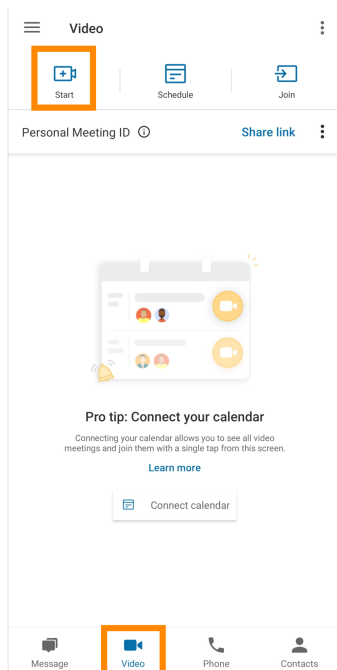 Video
Start
Schedule
Join
Personal Meeting ID
Share link
Pro tip: Connect your calendar
Connecting your calendar allows you to see all video
meetings and join them with a single tap from this screen.
Learn more
Connect calendar
Message
Video
Phone
Contacts